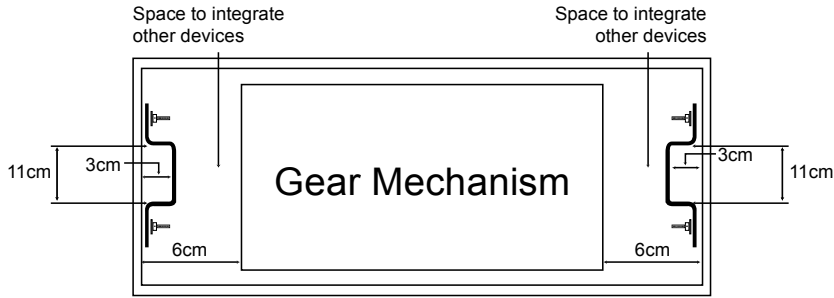 Space to integrate
other devices
Space to integrate
other devices
11cm
3cm
Gear Mechanism
3cm
11cm
6cm
6cm